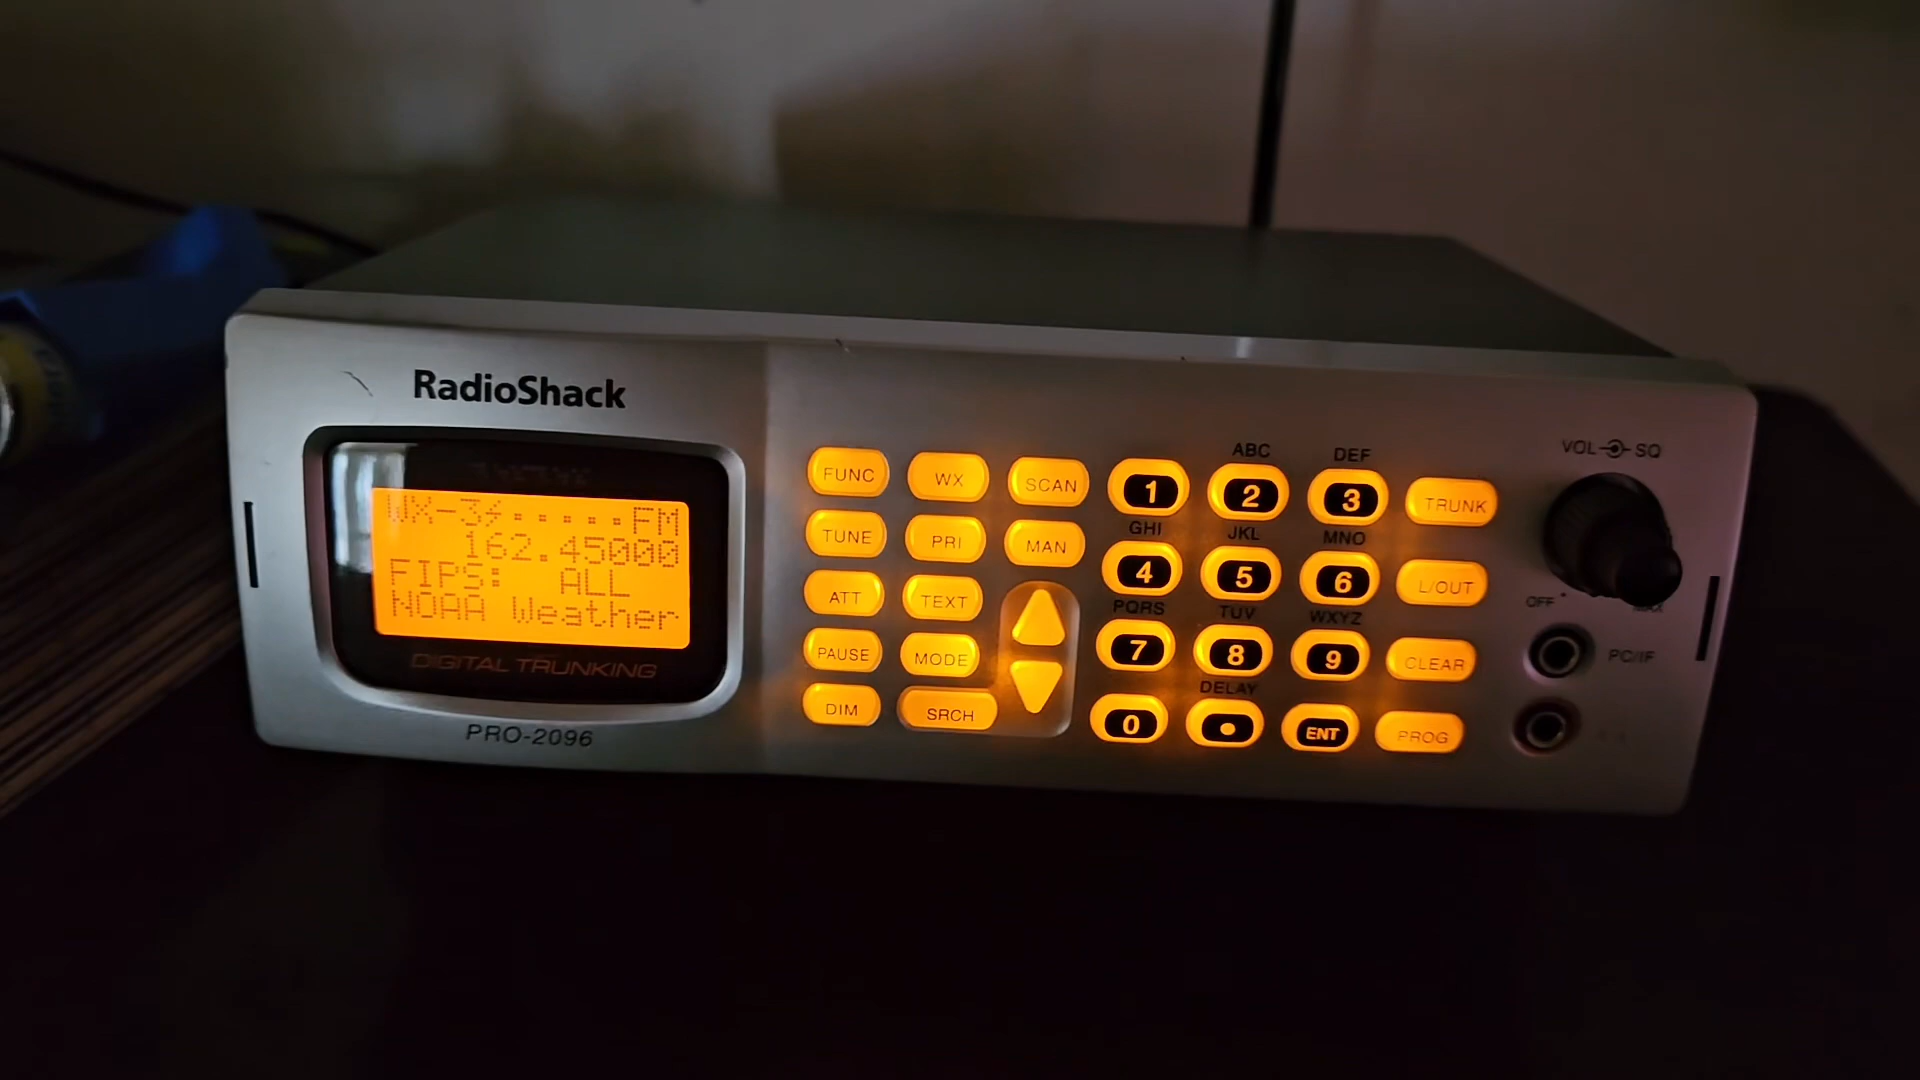 RadioShack
WX-3 FM
162.45000
FIPS: ALL
NOAA Weather
DIGITAL TRUNKING
PRO-2096
FUNC WX SCAN
TUNE PRI MAN
ATT TEXT
PAUSE MODE
DIM SRCH
ABC DEF
1 2 3 TRUNK
GHI JKL MNO
4 5 6 L/OUT
PQRS TUV WXYZ
7 8 9 CLEAR
DELAY
0 ENT PROG
VOL SQ
OFF MAX
PC/IF